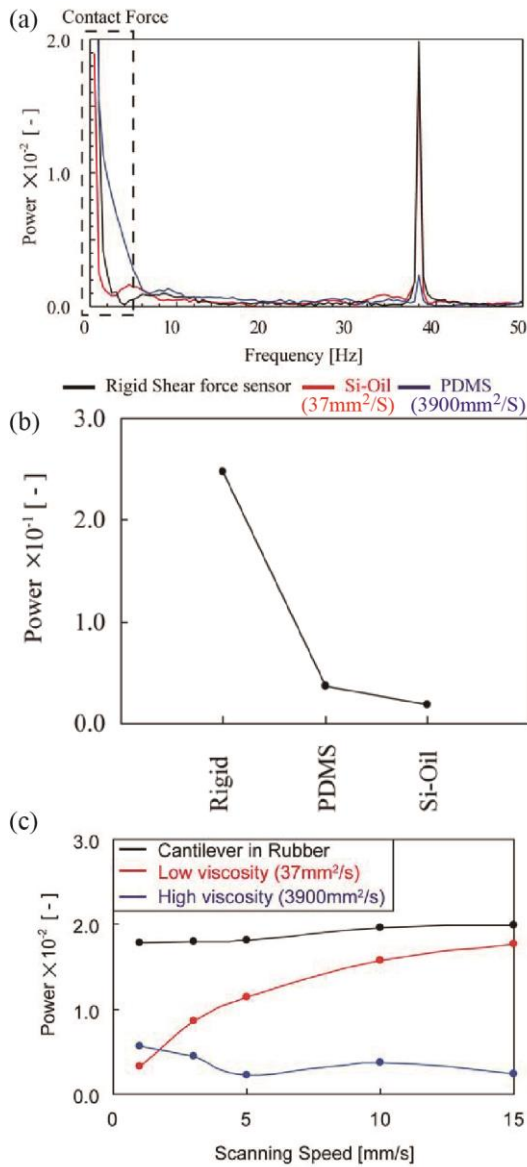 (a)
Contact Force
2.0
1.0
0.0
Power ×10⁻² [ - ]
0 10 20 30 40 50
Frequency [Hz]
Rigid Shear force sensor Si-Oil PDMS
(37mm²/S) (3900mm²/S)
(b)
3.0
2.0
1.0
0.0
Power ×10⁻¹ [ - ]
Rigid
PDMS
Si-Oil
(c)
3.0
2.0
1.0
0.0
Power ×10⁻² [ - ]
Cantilever in Rubber
Low viscosity (37mm²/s)
High viscosity (3900mm²/s)
0 5 10 15
Scanning Speed [mm/s]